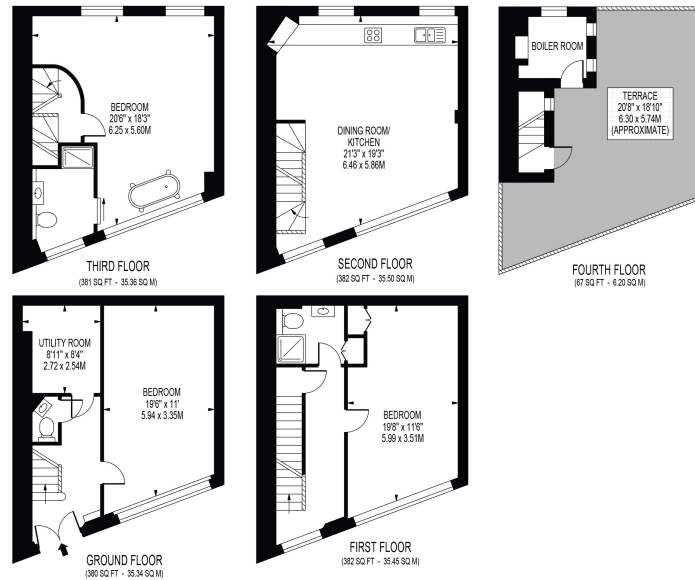 BEDROOM
20'6" x 18'3"
6.25 x 5.60M
THIRD FLOOR
(381 SQ FT - 35.36 SQ M)
DINING ROOM/
KITCHEN
21'3" x 19'3"
6.46 x 5.86M
SECOND FLOOR
(382 SQ FT - 35.50 SQ M)
BOILER ROOM
TERRACE
20'8" x 18'10"
6.30 x 5.74M
(APPROXIMATE)
FOURTH FLOOR
(67 SQ FT - 6.20 SQ M)
UTILITY ROOM
8'11" x 8'4"
2.72 x 2.54M
BEDROOM
19'6" x 11'
5.94 x 3.35M
GROUND FLOOR
(380 SQ FT - 35.34 SQ M)
BEDROOM
19'8" x 11'6"
5.99 x 3.51M
FIRST FLOOR
(382 SQ FT - 35.45 SQ M)